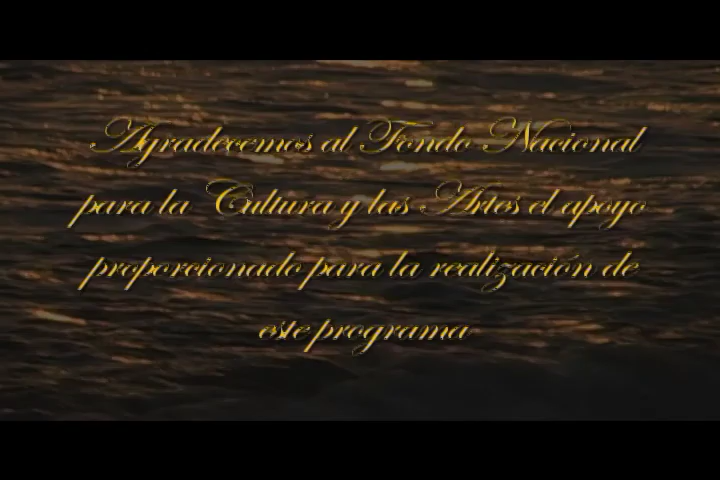 Agradecemos al Fondo Nacional
para la Cultura y las Artes el apoyo
proporcionado para la realización de
este programa